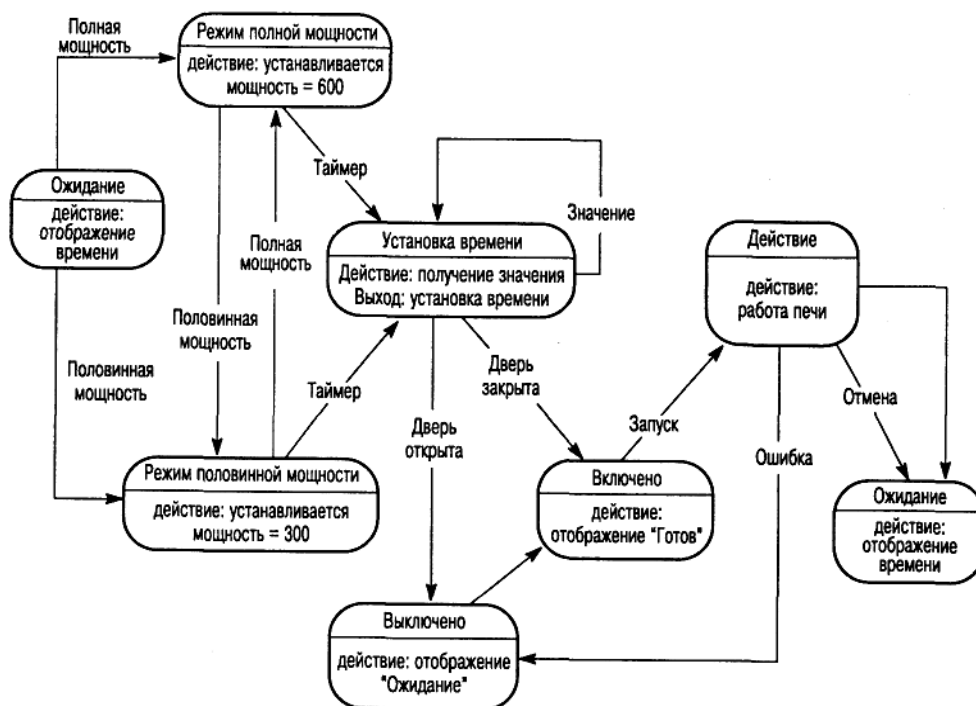 Полная
мощность
Режим полной мощности
действие: устанавливается
мощность = 600
Таймер
Ожидание
действие:
отображение
времени
Полная
мощность
Значение
Установка времени
Действие: получение значения
Выход: установка времени
Действие
действие:
работа печи
Половинная
мощность
Половинная
мощность
Таймер
Дверь
закрыта
Дверь
открыта
Запуск
Отмена
Ошибка
Режим половинной мощности
действие: устанавливается
мощность = 300
Включено
действие:
отображение "Готов"
Ожидание
действие:
отображение
времени
Выключено
действие: отображение
"Ожидание"